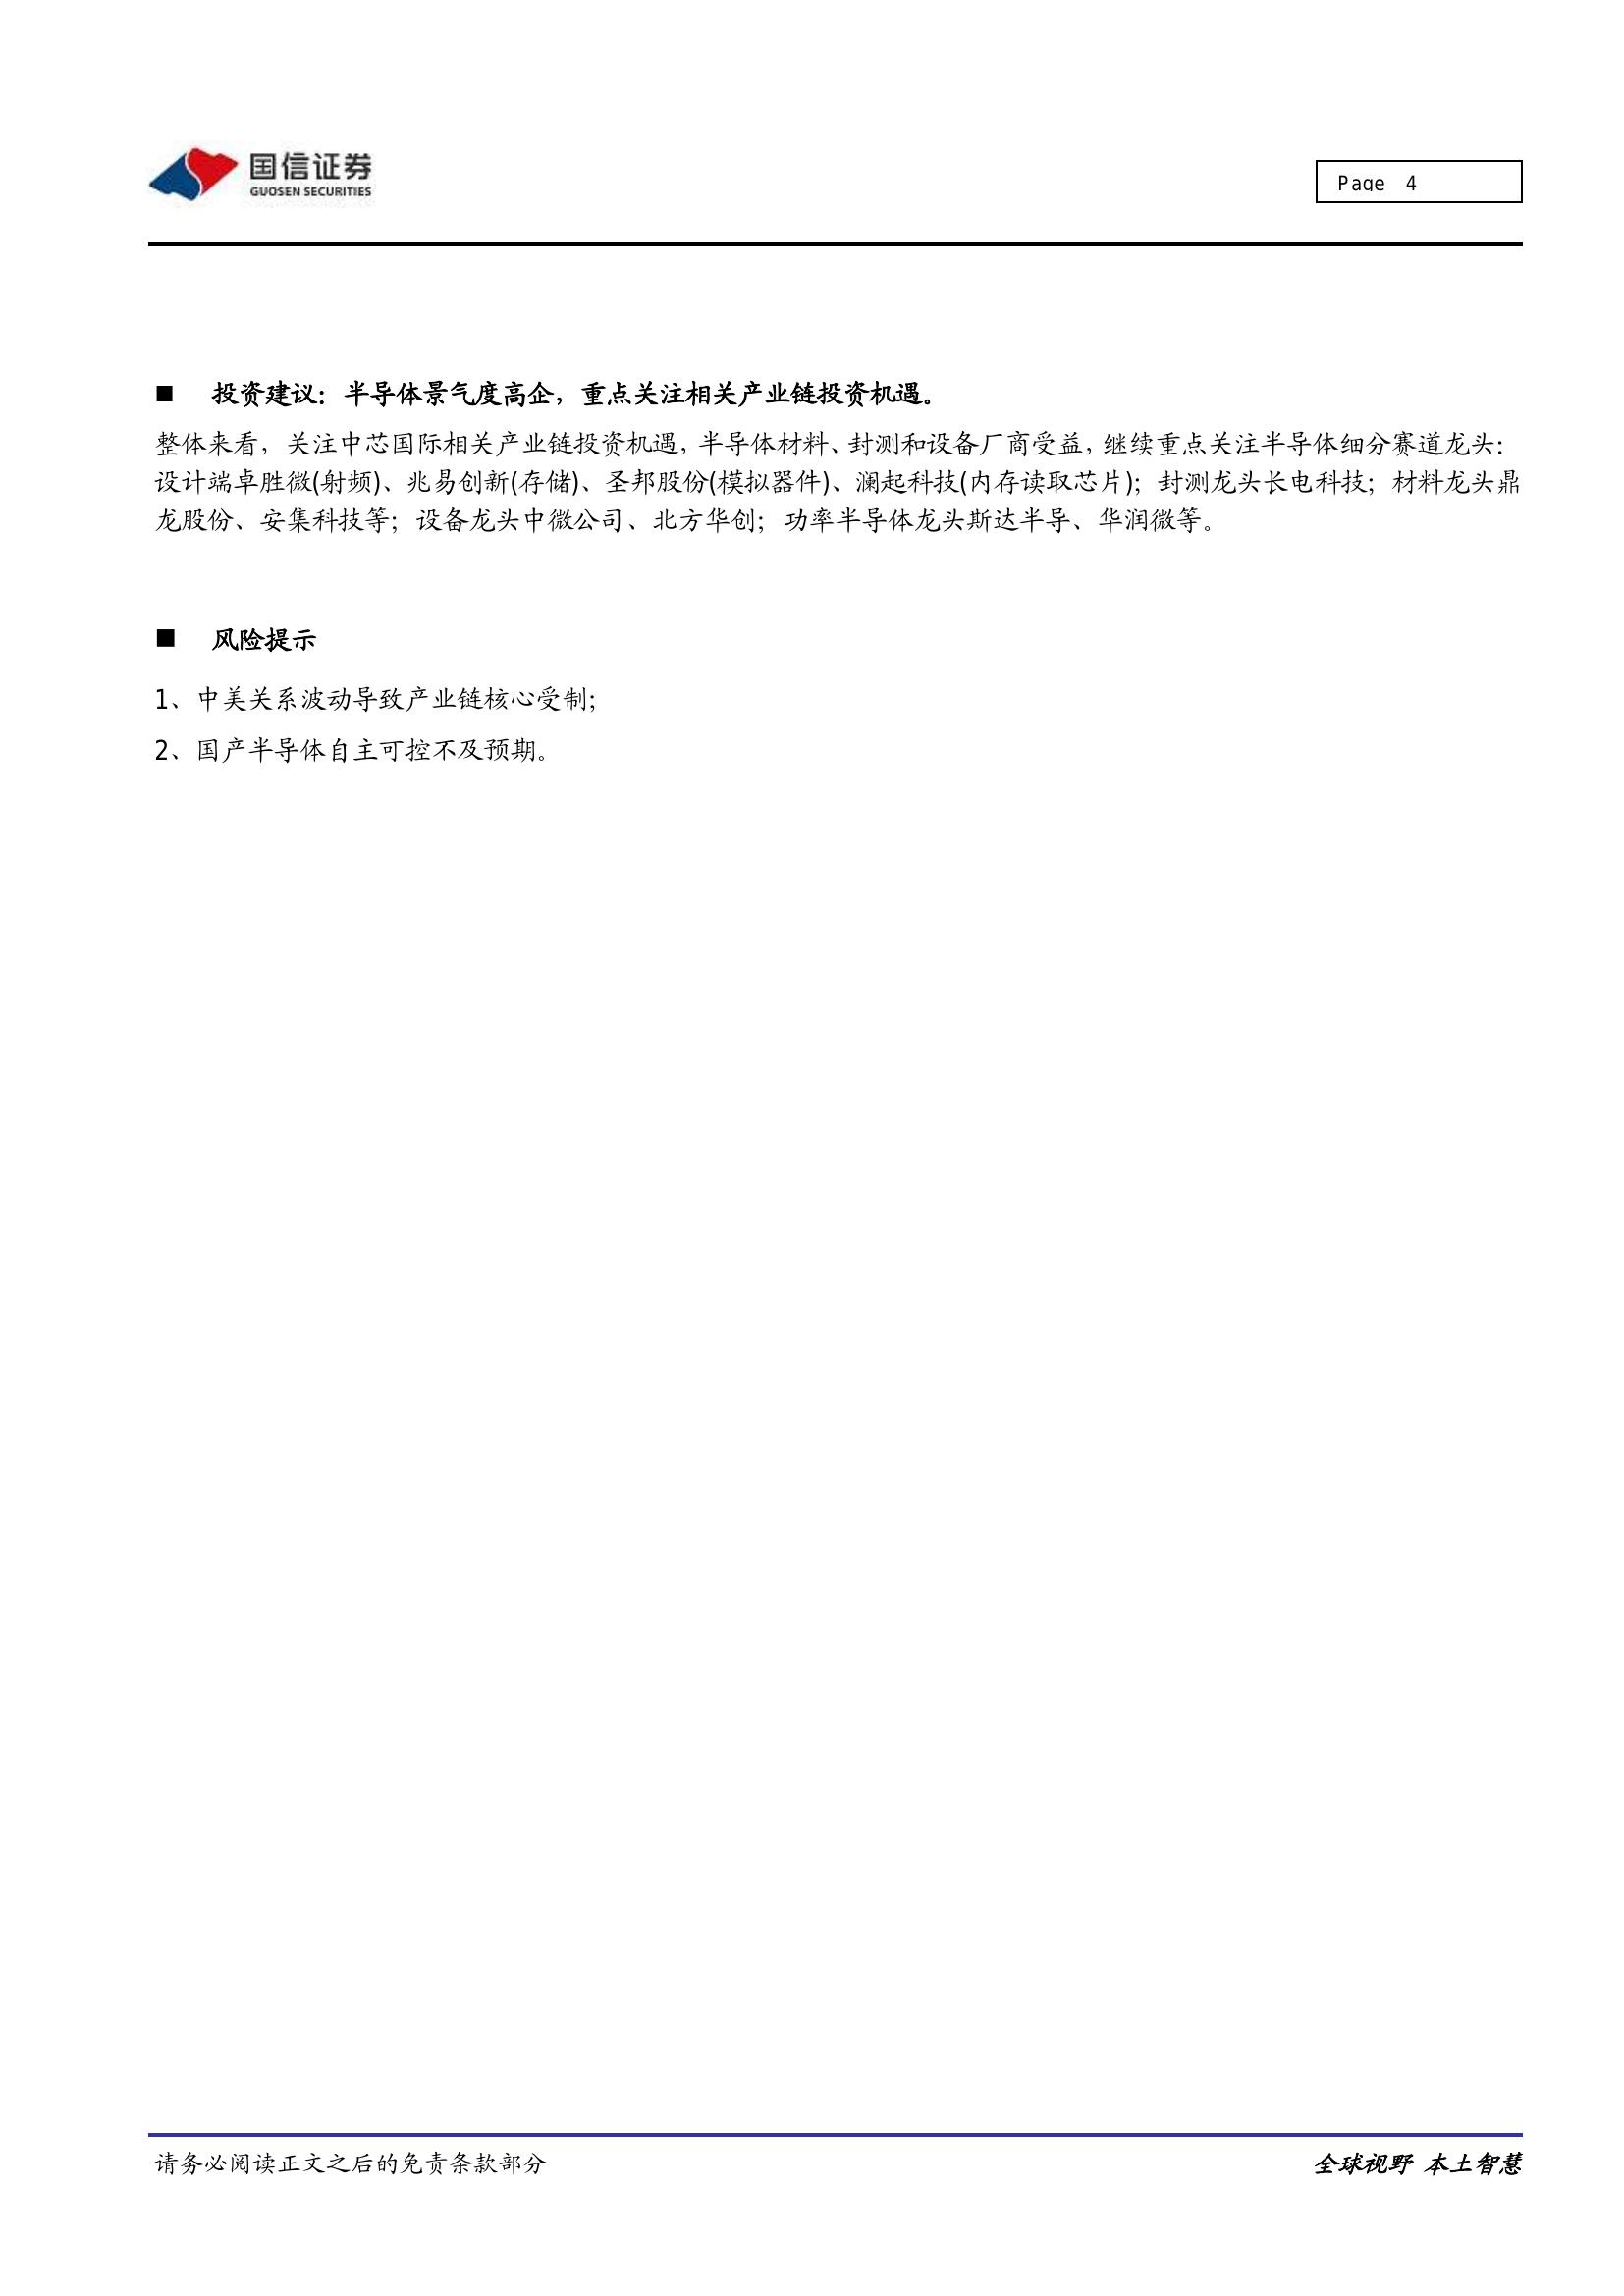 国信证券
GUOSEN SECURITIES
Page 4
■ 投资建议：半导体景气度高企，重点关注相关产业链投资机遇。
整体来看，关注中芯国际相关产业链投资机遇，半导体材料、封测和设备厂商受益，继续重点关注半导体细分赛道龙头：
设计端卓胜微(射频)、兆易创新(存储)、圣邦股份(模拟器件)、澜起科技(内存读取芯片)；封测龙头长电科技；材料龙头鼎
龙股份、安集科技等；设备龙头中微公司、北方华创；功率半导体龙头斯达半导、华润微等。
■ 风险提示
1、中美关系波动导致产业链核心受制；
2、国产半导体自主可控不及预期。
请务必阅读正文之后的免责条款部分
全球视野 本土智慧